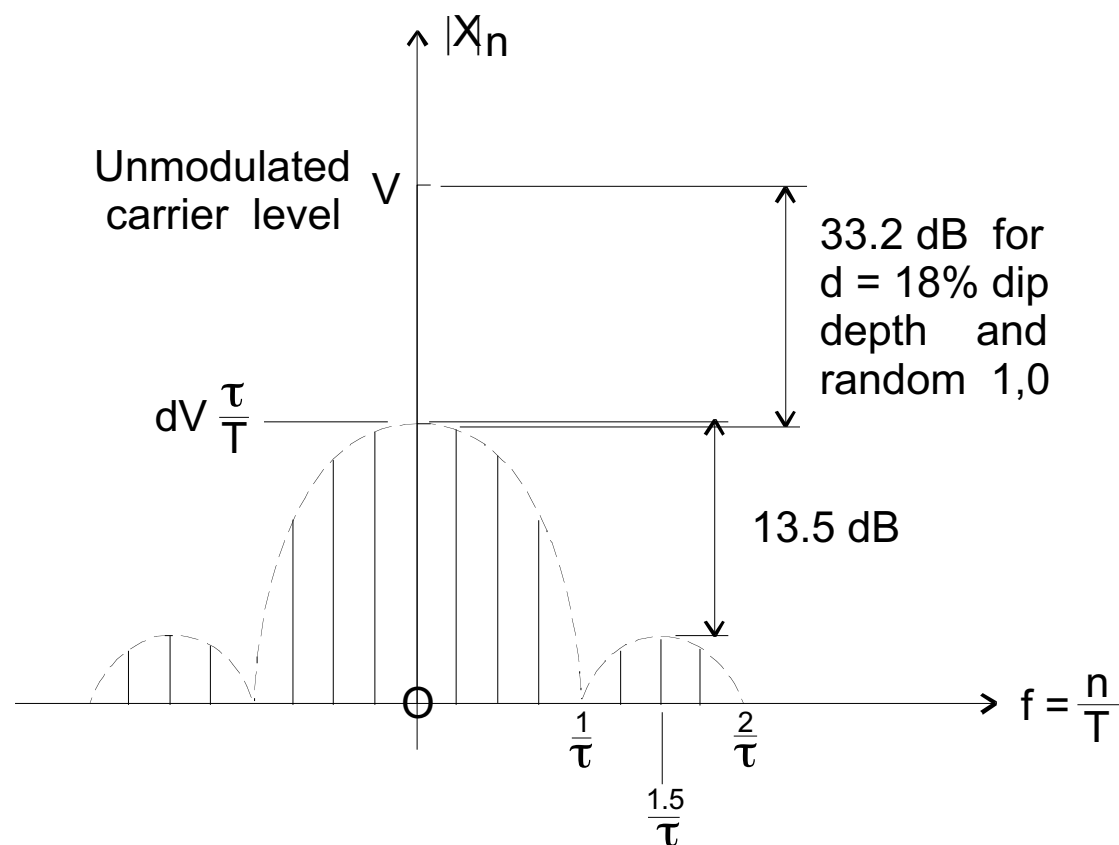 |X|n
Unmodulated
carrier level
V
33.2 dB for
d = 18% dip
depth and
random 1,0
dV τ/T
13.5 dB
O
1/τ
2/τ
f = n/T
1.5/τ